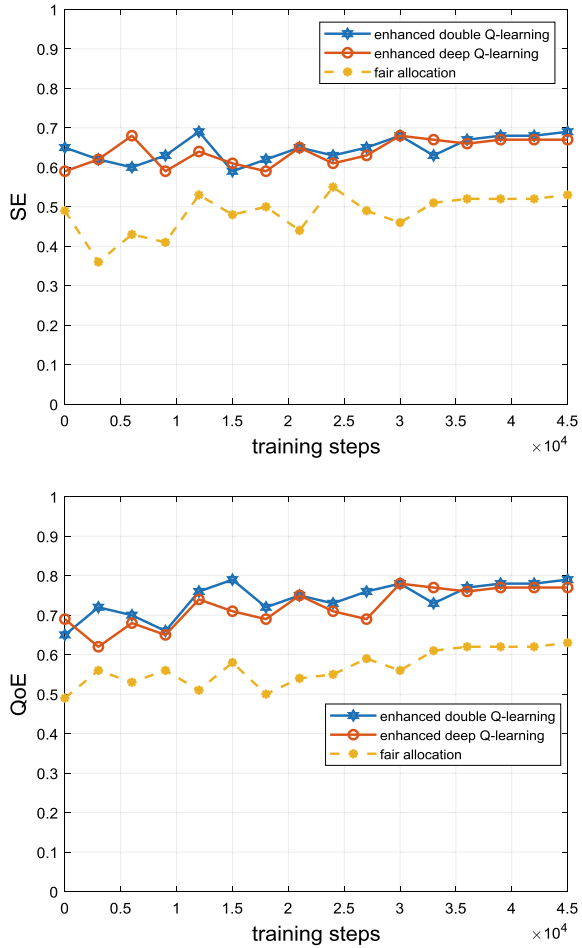 1
0.9
0.8
0.7
0.6
0.5
0.4
0.3
0.2
0.1
0
SE
enhanced double Q-learning
enhanced deep Q-learning
fair allocation
0 0.5 1 1.5 2 2.5 3 3.5 4 4.5
training steps
×10⁴
1
0.9
0.8
0.7
0.6
0.5
0.4
0.3
0.2
0.1
0
QoE
enhanced double Q-learning
enhanced deep Q-learning
fair allocation
0 0.5 1 1.5 2 2.5 3 3.5 4 4.5
training steps
×10⁴